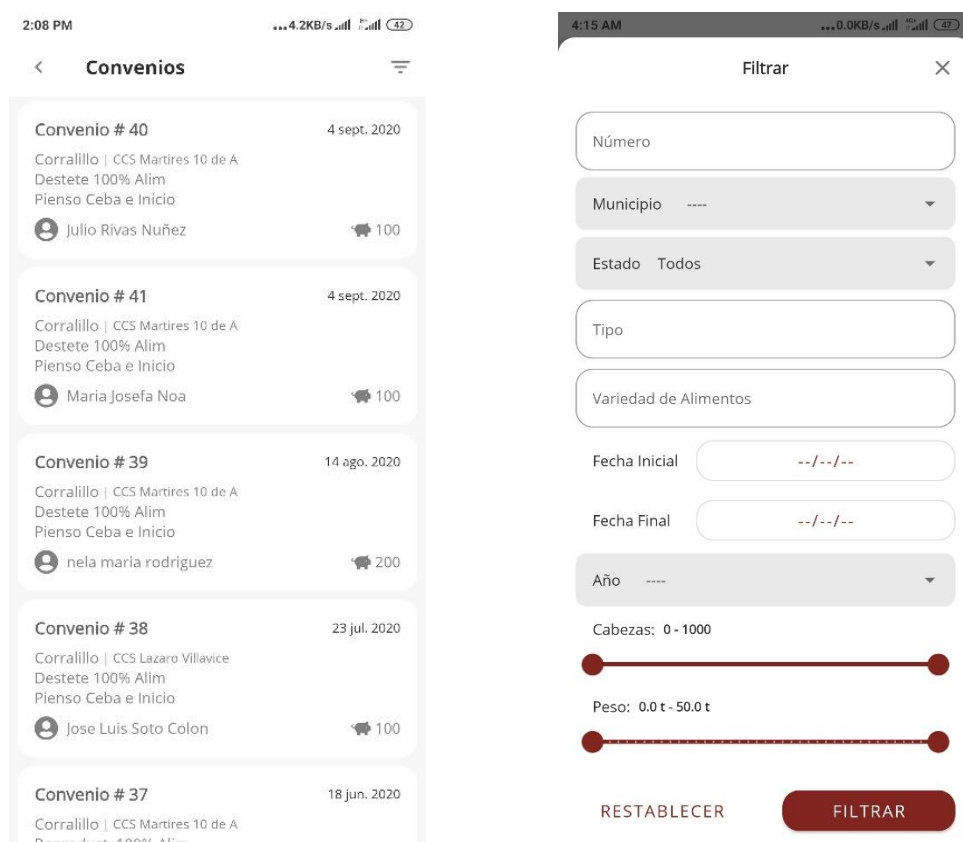 2:08 PM
...4.2KB/s 42
Convenios
Convenio # 40 4 sept. 2020
Corralillo | CCS Martires 10 de A
Destete 100% Alim
Pienso Ceba e Inicio
Julio Rivas Nuñez 100
Convenio # 41 4 sept. 2020
Corralillo | CCS Martires 10 de A
Destete 100% Alim
Pienso Ceba e Inicio
Maria Josefa Noa 100
Convenio # 39 14 ago. 2020
Corralillo | CCS Martires 10 de A
Destete 100% Alim
Pienso Ceba e Inicio
nela maria rodriguez 200
Convenio # 38 23 jul. 2020
Corralillo | CCS Lazaro Villavice
Destete 100% Alim
Pienso Ceba e Inicio
Jose Luis Soto Colon 100
Convenio # 37 18 jun. 2020
Corralillo | CCS Martires 10 de A
100% Alim
4:15 AM
...0.0KB/s 47
Filtrar
Número
Municipio ----
Estado Todos
Tipo
Variedad de Alimentos
Fecha Inicial --/--/--
Fecha Final --/--/--
Año ----
Cabezas: 0 - 1000
Peso: 0.0 t - 50.0 t
RESTABLECER FILTRAR